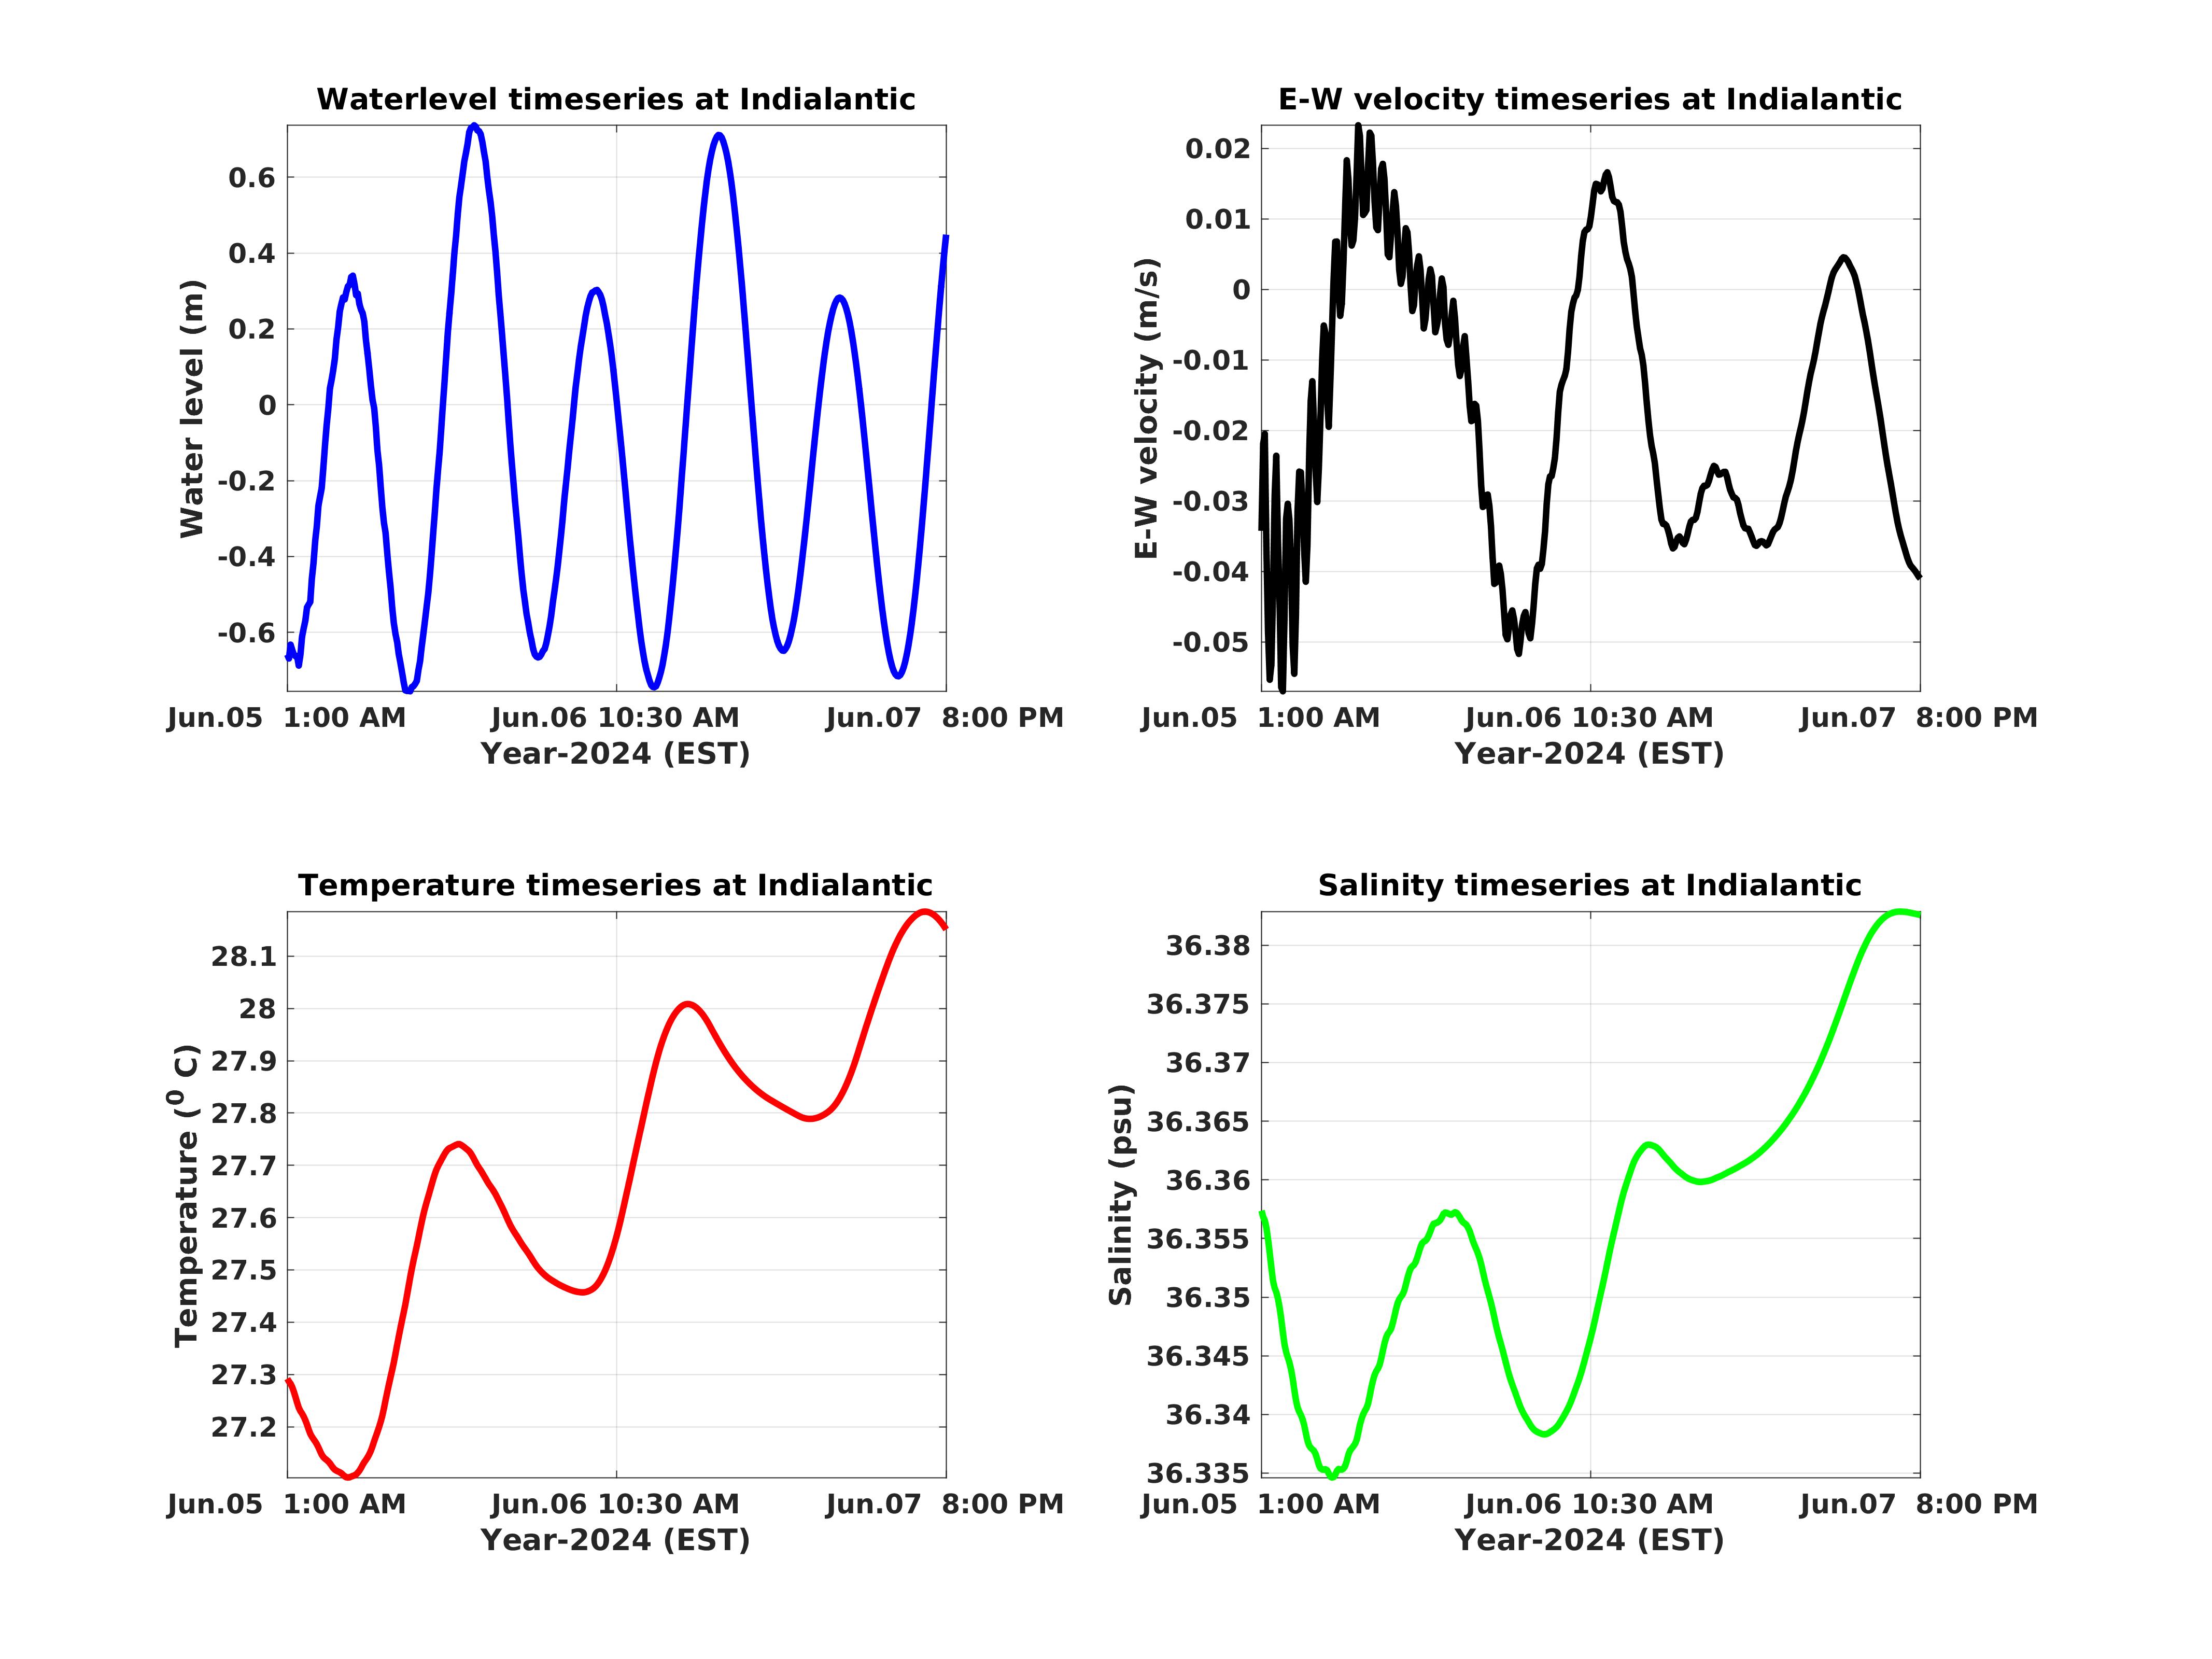 Waterlevel timeseries at Indialantic
0.6
0.4
0.2
0
-0.2
-0.4
-0.6
Water level (m)
Jun.05 1:00 AM
Jun.06 10:30 AM
Jun.07 8:00 PM
Year-2024 (EST)
E-W velocity timeseries at Indialantic
0.02
0.01
0
-0.01
-0.02
-0.03
-0.04
-0.05
E-W velocity (m/s)
Jun.05 1:00 AM
Jun.06 10:30 AM
Jun.07 8:00 PM
Year-2024 (EST)
Temperature timeseries at Indialantic
28.1
28
27.9
27.8
27.7
27.6
27.5
27.4
27.3
27.2
Temperature (⁰ C)
Jun.05 1:00 AM
Jun.06 10:30 AM
Jun.07 8:00 PM
Year-2024 (EST)
Salinity timeseries at Indialantic
36.38
36.375
36.37
36.365
36.36
36.355
36.35
36.345
36.34
36.335
Salinity (psu)
Jun.05 1:00 AM
Jun.06 10:30 AM
Jun.07 8:00 PM
Year-2024 (EST)